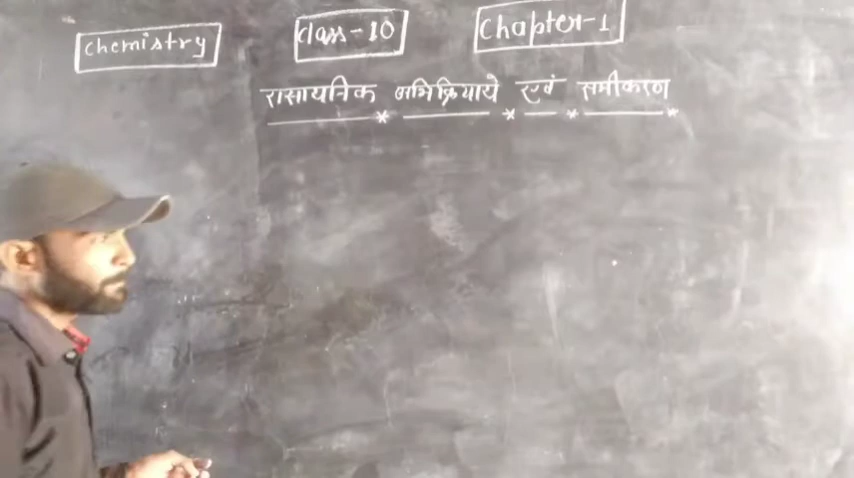 Chemistry Class-10 Chapter-1
रासायनिक अभिक्रियाये एवं समीकरण